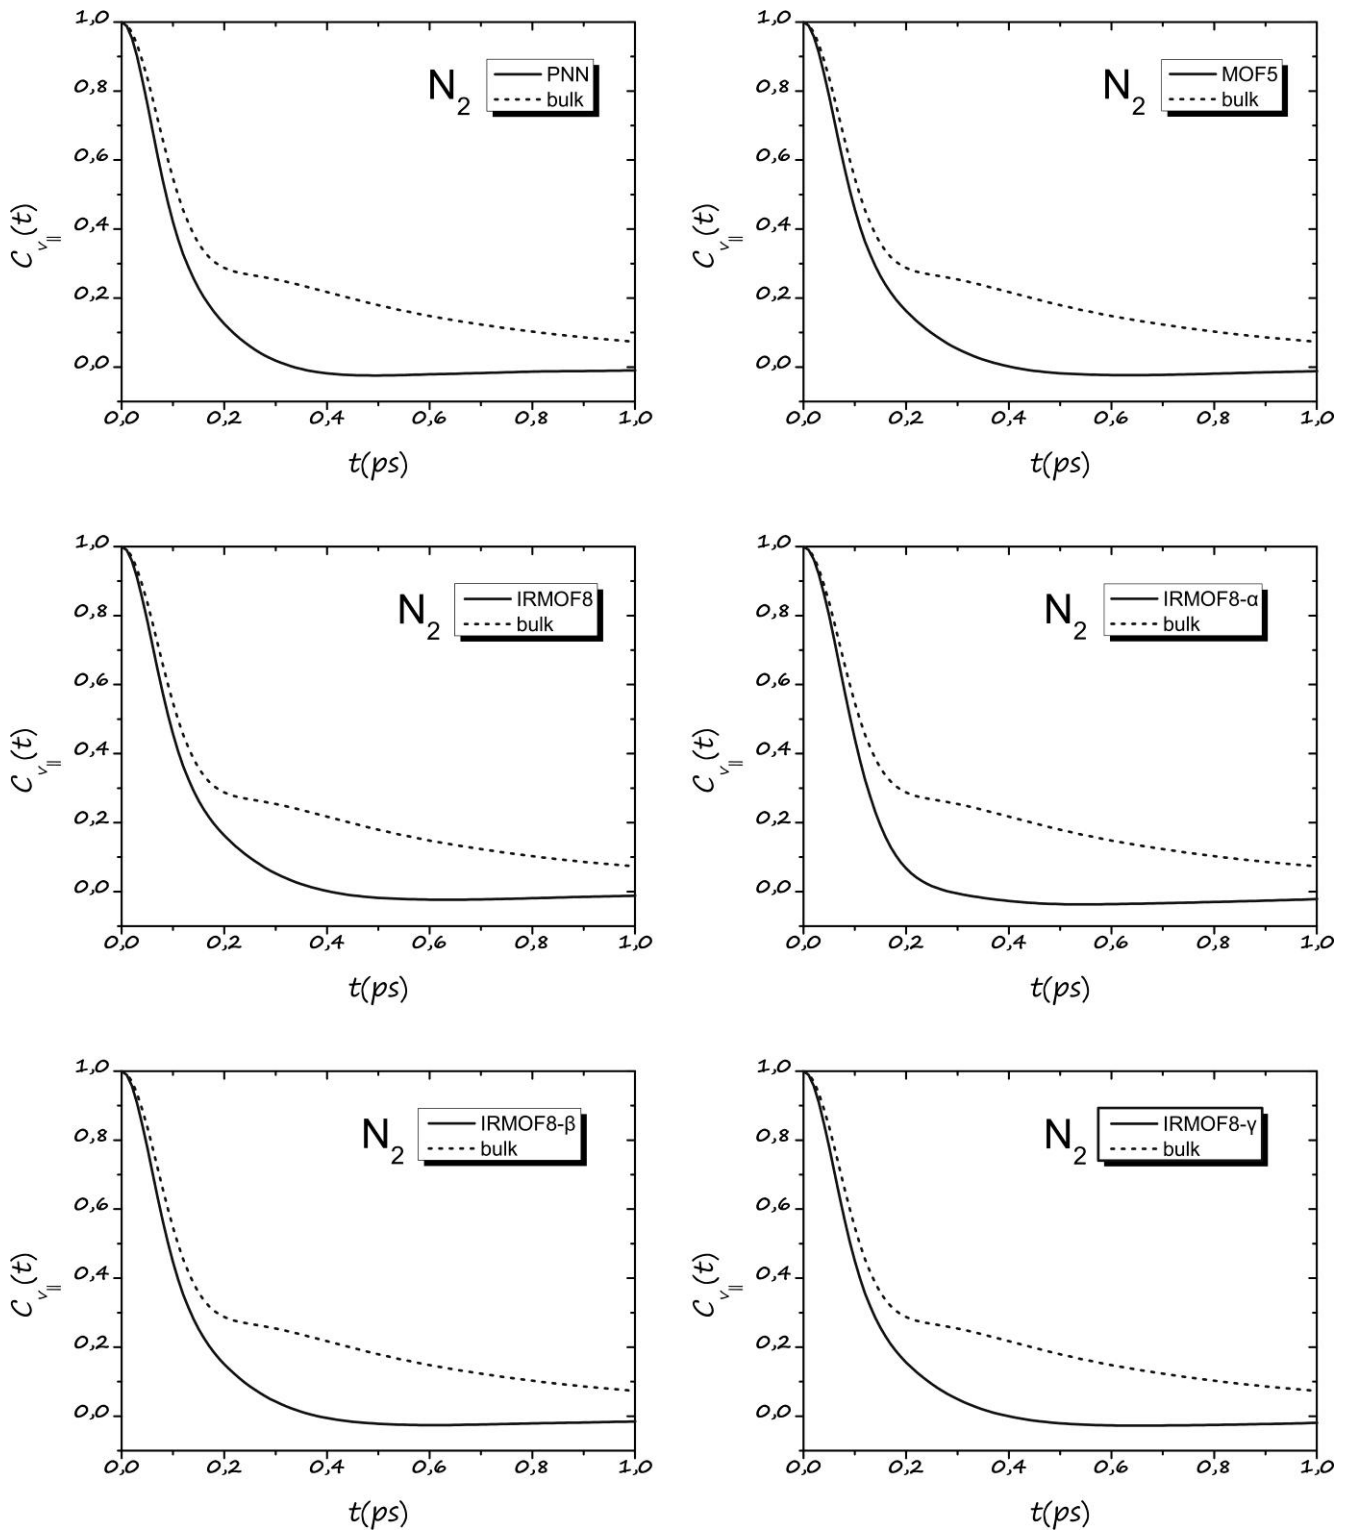 1,0
0,8
0,6
0,4
0,2
0,0
C v|| (t)
N2
PNN
bulk
0,0 0,2 0,4 0,6 0,8 1,0
t(ps)
1,0
0,8
0,6
0,4
0,2
0,0
C v|| (t)
N2
MOF5
bulk
0,0 0,2 0,4 0,6 0,8 1,0
t(ps)
1,0
0,8
0,6
0,4
0,2
0,0
C v|| (t)
N2
IRMOF8
bulk
0,0 0,2 0,4 0,6 0,8 1,0
t(ps)
1,0
0,8
0,6
0,4
0,2
0,0
C v|| (t)
N2
IRMOF8-α
bulk
0,0 0,2 0,4 0,6 0,8 1,0
t(ps)
1,0
0,8
0,6
0,4
0,2
0,0
C v|| (t)
N2
IRMOF8-β
bulk
0,0 0,2 0,4 0,6 0,8 1,0
t(ps)
1,0
0,8
0,6
0,4
0,2
0,0
C v|| (t)
N2
IRMOF8-γ
bulk
0,0 0,2 0,4 0,6 0,8 1,0
t(ps)